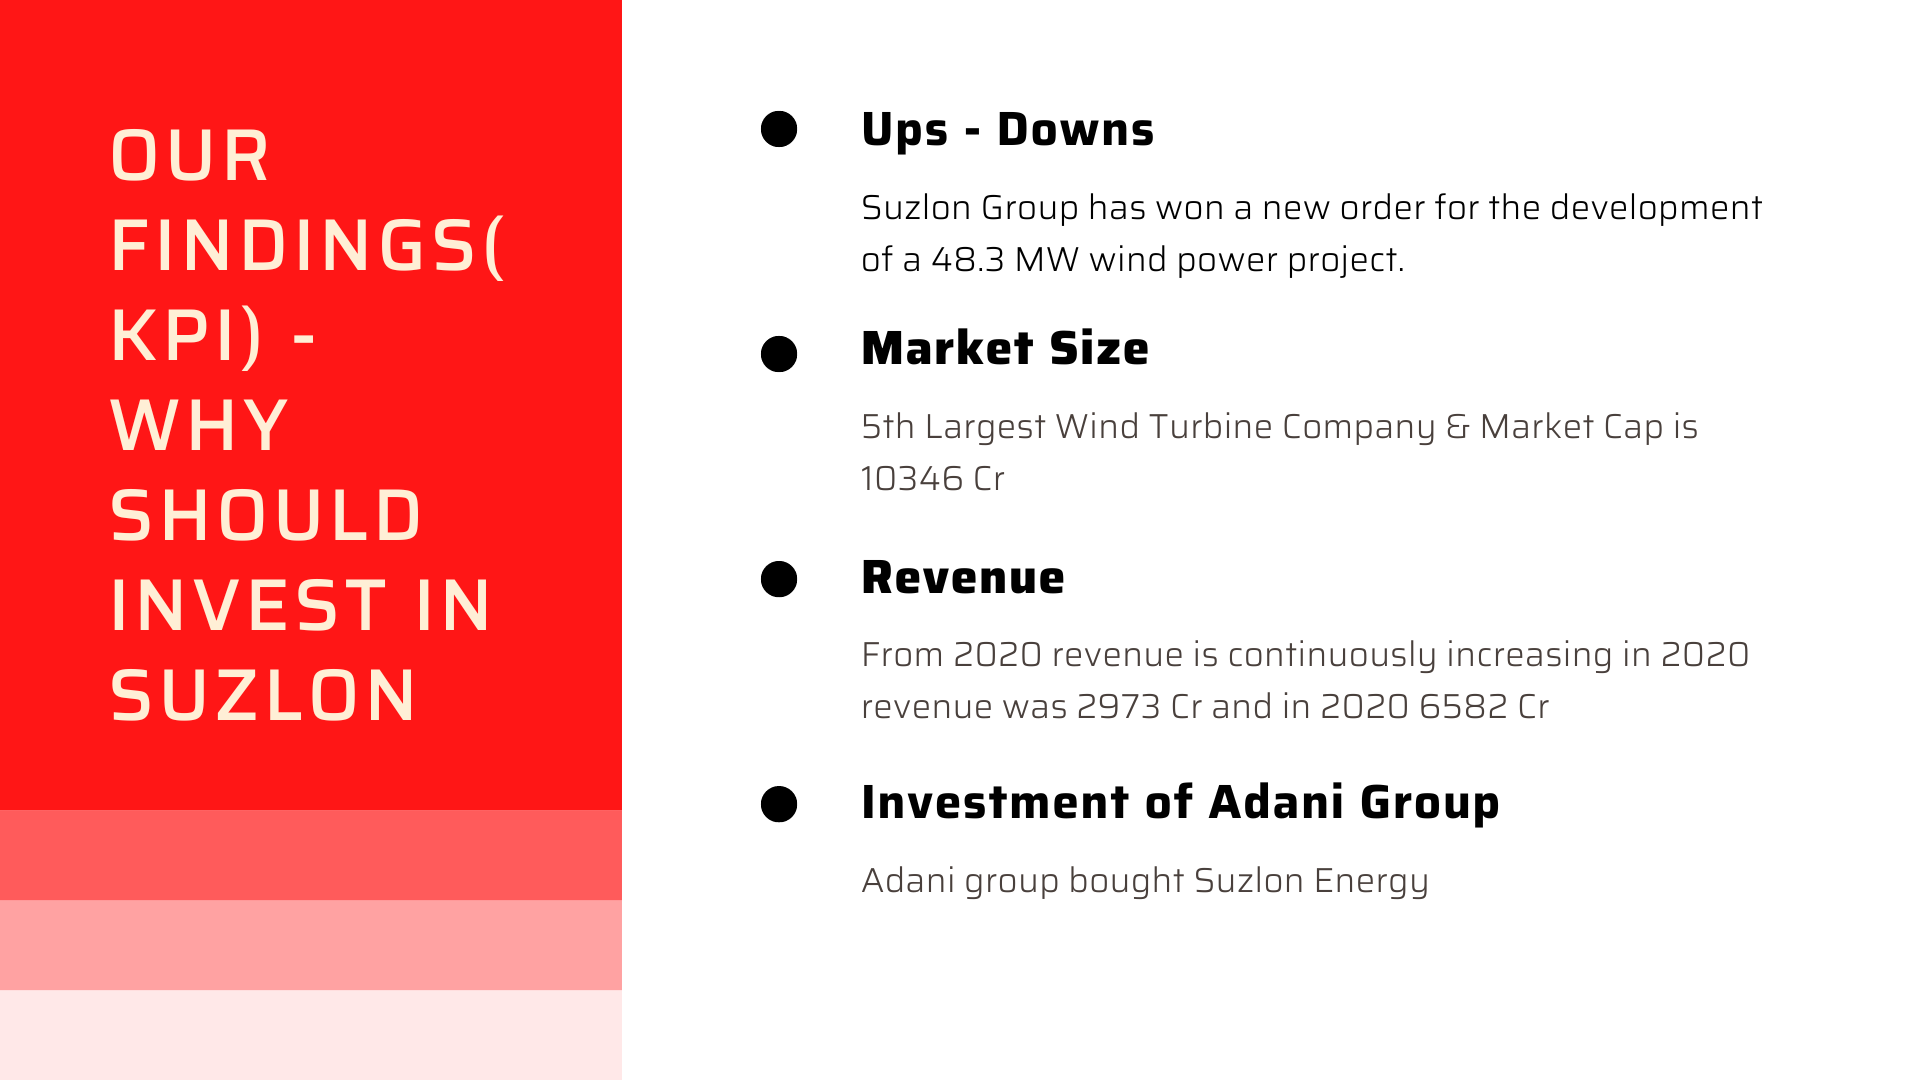 OUR
FINDINGS(
KPI) -
WHY
SHOULD
INVEST IN
SUZLON
Ups - Downs
Suzlon Group has won a new order for the development
of a 48.3 MW wind power project.
Market Size
5th Largest Wind Turbine Company & Market Cap is
10346 Cr
Revenue
From 2020 revenue is continuously increasing in 2020
revenue was 2973 Cr and in 2020 6582 Cr
Investment of Adani Group
Adani group bought Suzlon Energy